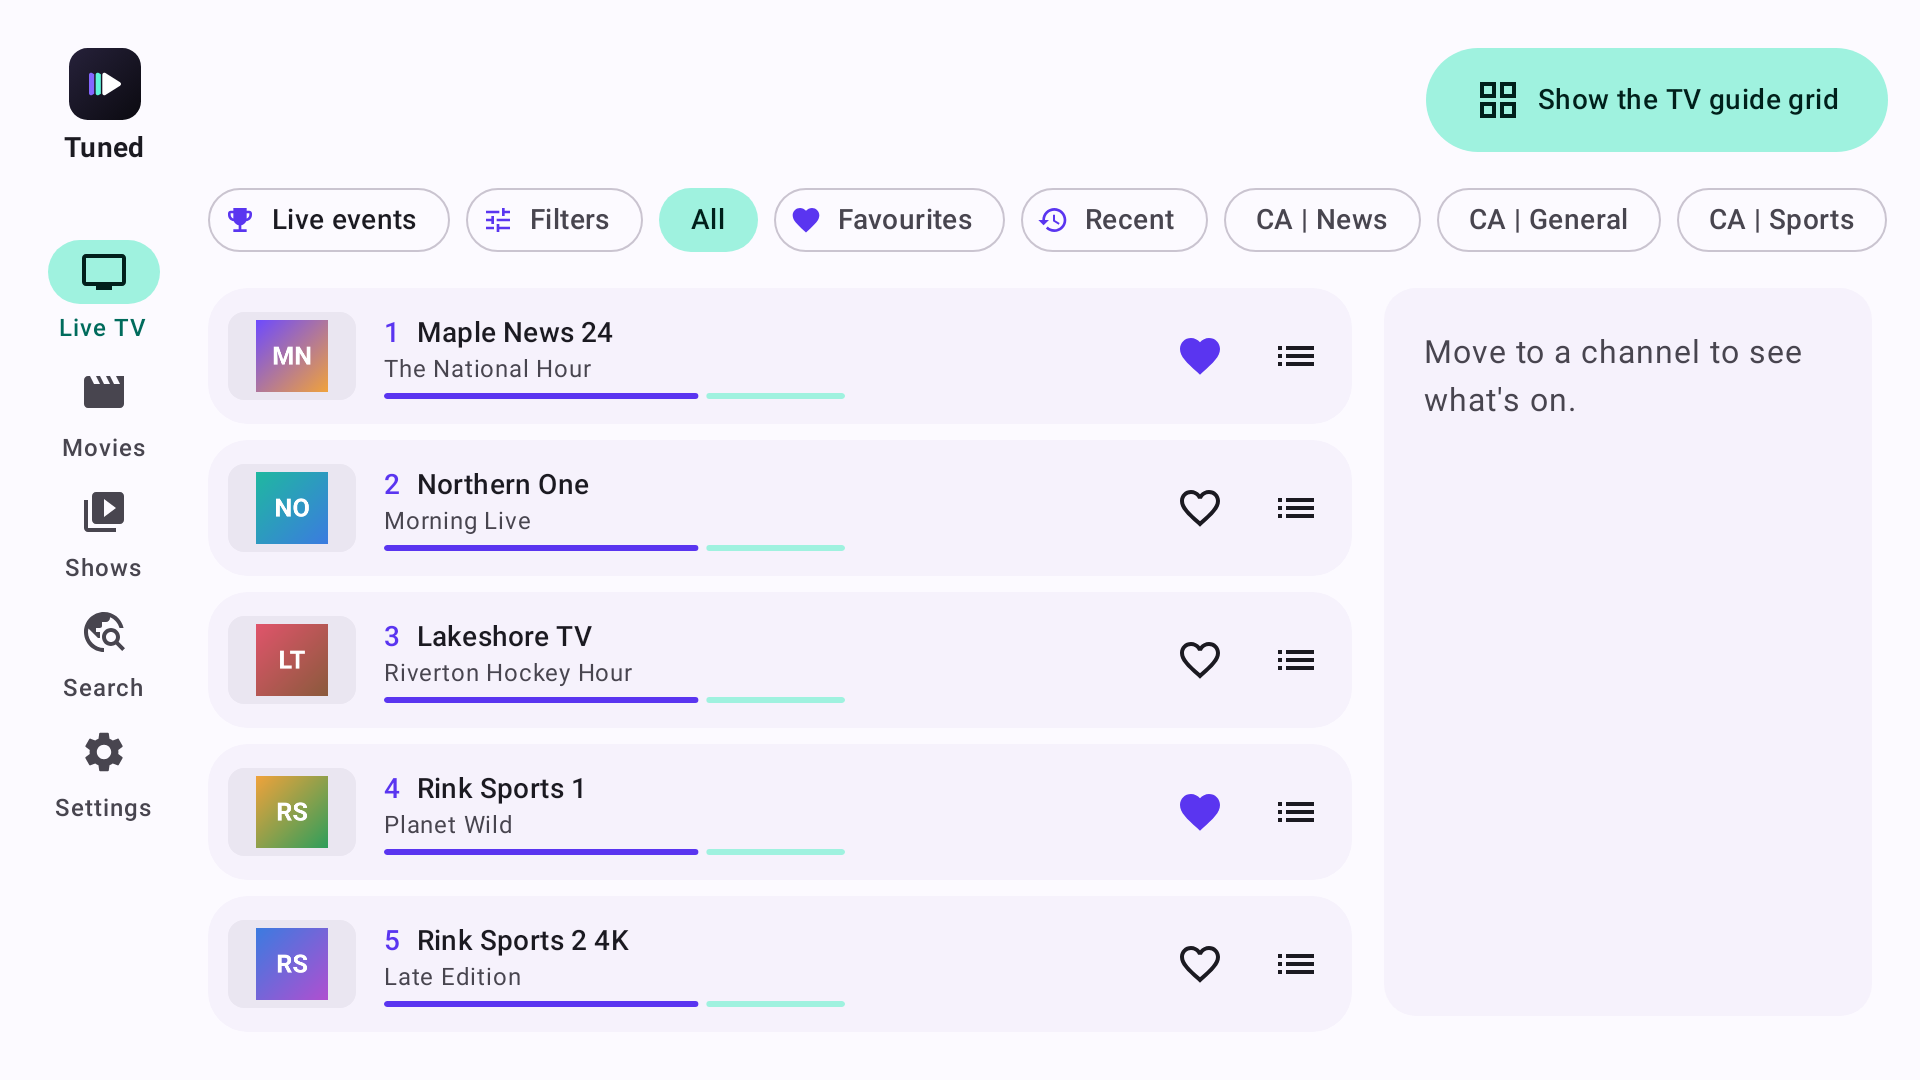 Tuned
Show the TV guide grid
Live events
Filters
All
Favourites
Recent
CA | News
CA | General
CA | Sports
Live TV
Movies
Shows
Search
Settings
MN
1 Maple News 24
The National Hour
NO
2 Northern One
Morning Live
LT
3 Lakeshore TV
Riverton Hockey Hour
RS
4 Rink Sports 1
Planet Wild
RS
5 Rink Sports 2 4K
Late Edition
Move to a channel to see
what's on.